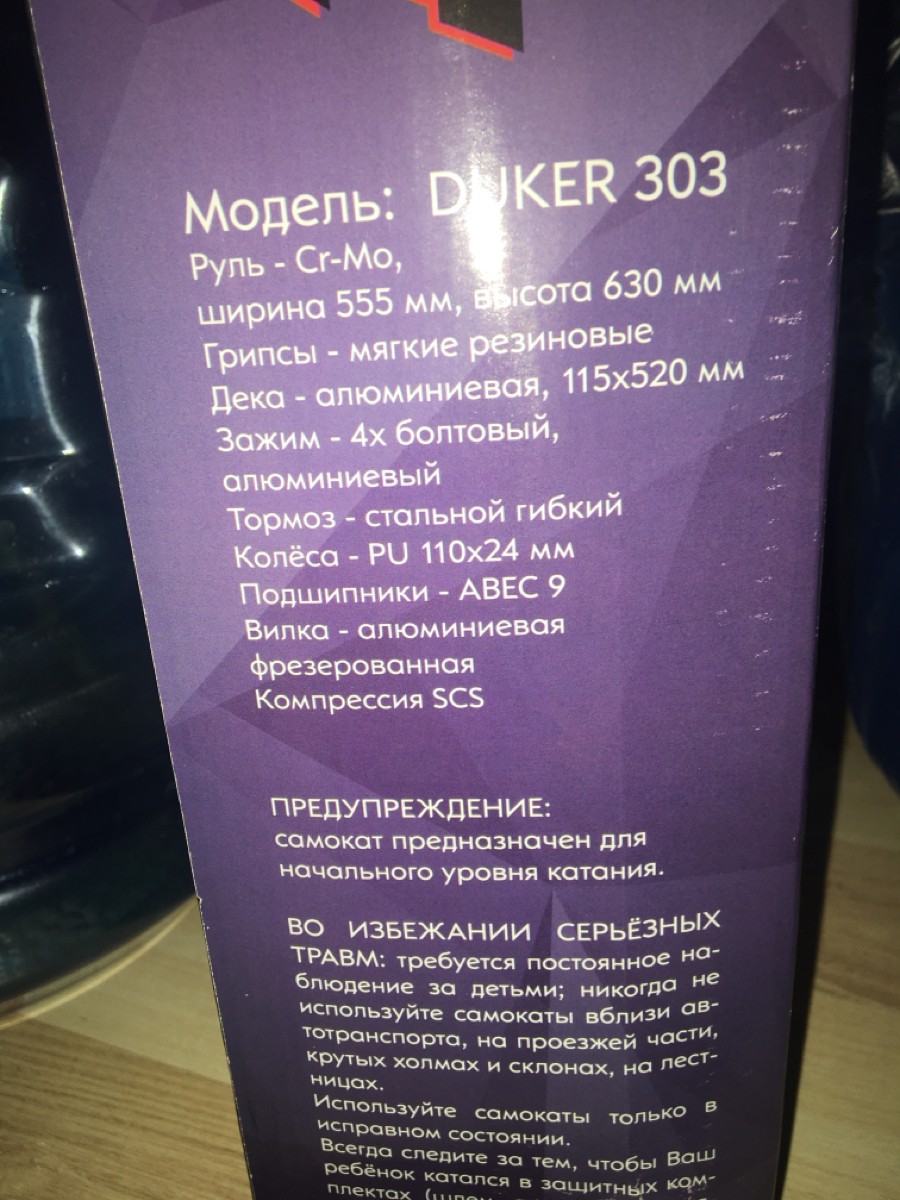 Модель: DUKER 303
Руль - Cr-Mo,
ширина 555 мм, высота 630 мм
Грипсы - мягкие резиновые
Дека - алюминиевая, 115x520 мм
Зажим - 4х болтовый,
алюминиевый
Тормоз - стальной гибкий
Колёса - PU 110x24 мм
Подшипники - ABEC 9
Вилка - алюминиевая
фрезерованная
Компрессия SCS
ПРЕДУПРЕЖДЕНИЕ:
самокат предназначен для
начального уровня катания.
ВО ИЗБЕЖАНИИ СЕРЬЁЗНЫХ
ТРАВМ: требуется постоянное на-
блюдение за детьми; никогда не
используйте самокаты вблизи ав-
тотранспорта, на проезжей части,
крутых холмах и склонах, на лест-
ницах.
Используйте самокаты только в
исправном состоянии.
Всегда следите за тем, чтобы Ваш
ребёнок катался в защитных ком-
плектах